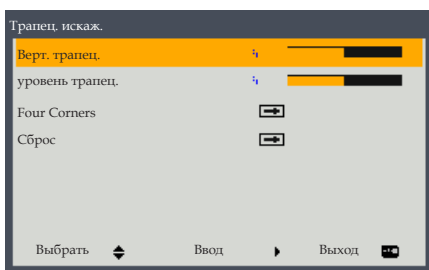 Трапец. искаж.
Верт. трапец.
уровень трапец.
Four Corners
Сброс
Выбрать Ввод Выход